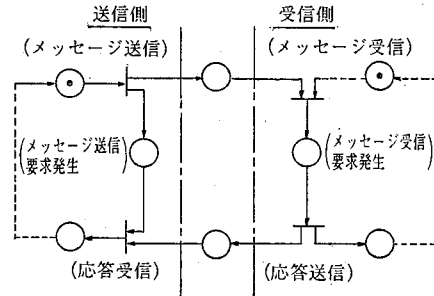 送信側
受信側
(メッセージ送信)
(メッセージ受信)
(メッセージ送信
要求発生)
(メッセージ受信
要求発生)
(応答受信)
(応答送信)